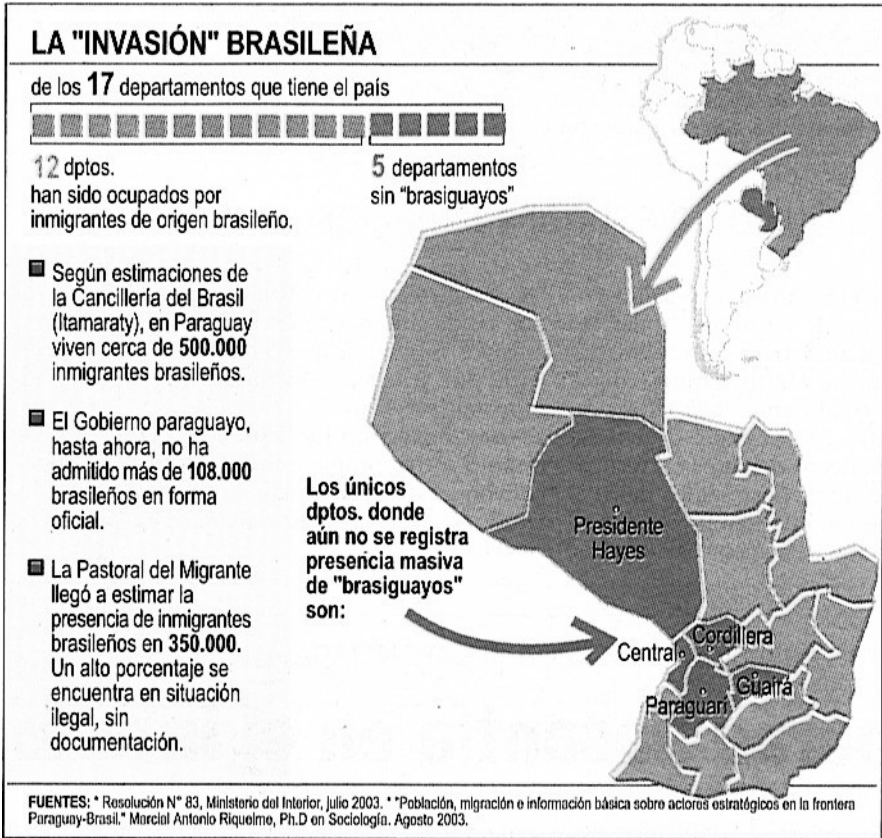 LA "INVASIÓN" BRASILEÑA
de los 17 departamentos que tiene el país
12 dptos.
han sido ocupados por
inmigrantes de origen brasileño.
5 departamentos
sin "brasiguayos"
Según estimaciones de
la Cancillería del Brasil
(Itamaraty), en Paraguay
viven cerca de 500.000
inmigrantes brasileños.
El Gobierno paraguayo,
hasta ahora, no ha
admitido más de 108.000
brasileños en forma
oficial.
La Pastoral del Migrante
llegó a estimar la
presencia de inmigrantes
brasileños en 350.000.
Un alto porcentaje se
encuentra en situación
ilegal, sin
documentación.
Los únicos
dptos. donde
aún no se registra
presencia masiva
de "brasiguayos"
son:
Presidente
Hayes
Cordillera
Central
Guairá
Paraguarí
FUENTES: * Resolución N° 83, Ministerio del Interior, julio 2003. * "Población, migración e información básica sobre actores estratégicos en la frontera
Paraguay-Brasil." Marcial Antonio Riquelme, Ph.D en Sociología. Agosto 2003.